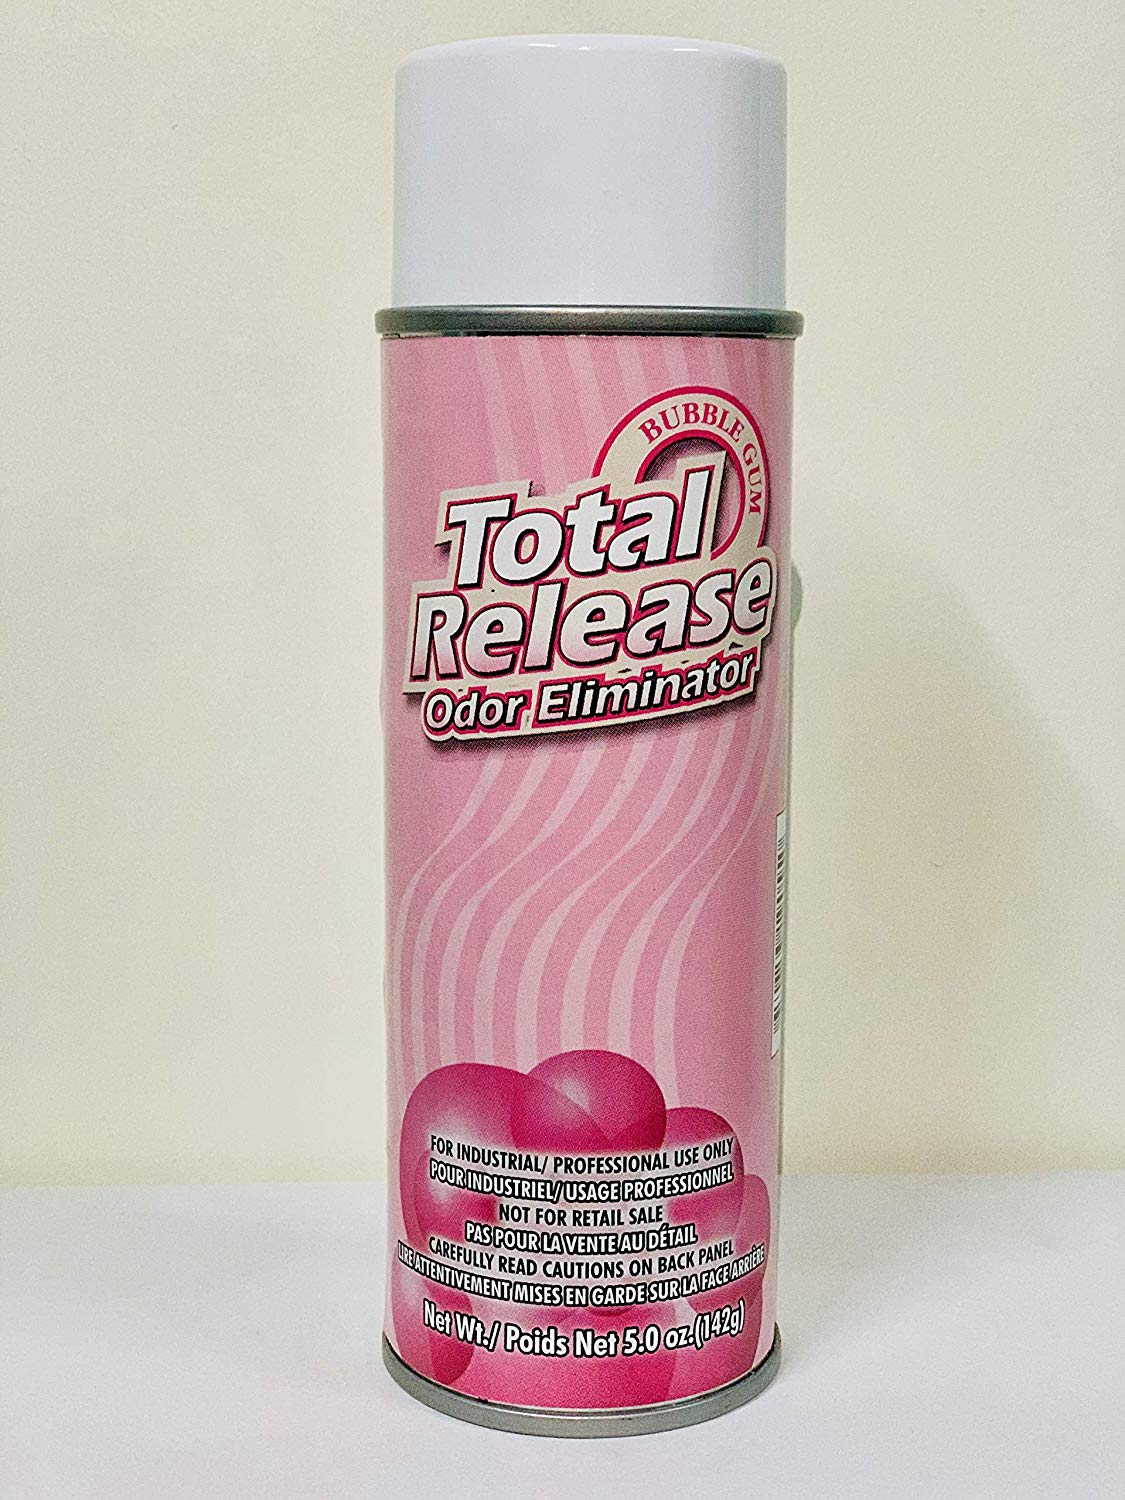 BUBBLE GUM
Total
Release
Odor Eliminator
FOR INDUSTRIAL/ PROFESSIONAL USE ONLY
POUR INDUSTRIEL/ USAGE PROFESSIONNEL
NOT FOR RETAIL SALE
PAS POUR LA VENTE AU DÉTAIL
CAREFULLY READ CAUTIONS ON BACK PANEL
LIRE ATTENTIVEMENT MISES EN GARDE SUR LA FACE ARRIÈRE
Net Wt./ Poids Net 5.0 oz.(142g)